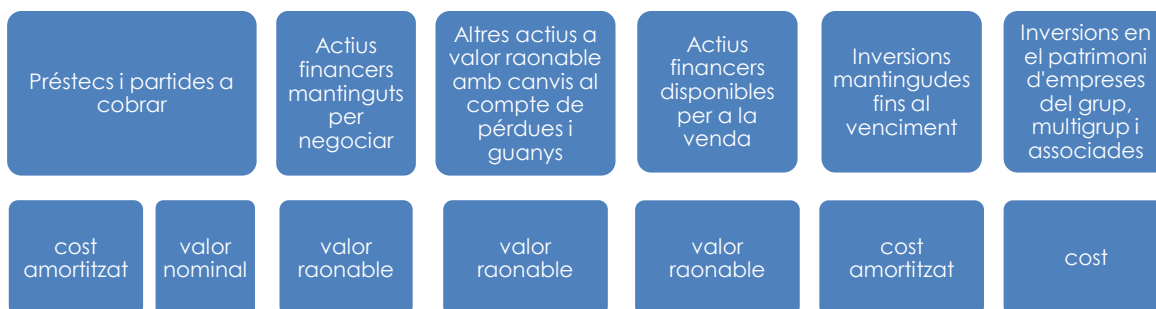 Préstecs i partides a
cobrar
Actius
financers
mantinguts
per
negociar
Altres actius a
valor raonable
amb canvis al
compte de
pérdues i
guanys
Actius
financers
disponibles
per a la
venda
Inversions
mantingudes
fins al
venciment
Inversions en
el patrimoni
d'empreses
del grup,
multigrup i
associades
cost
amortitzat
valor
nominal
valor
raonable
valor
raonable
valor
raonable
cost
amortitzat
cost